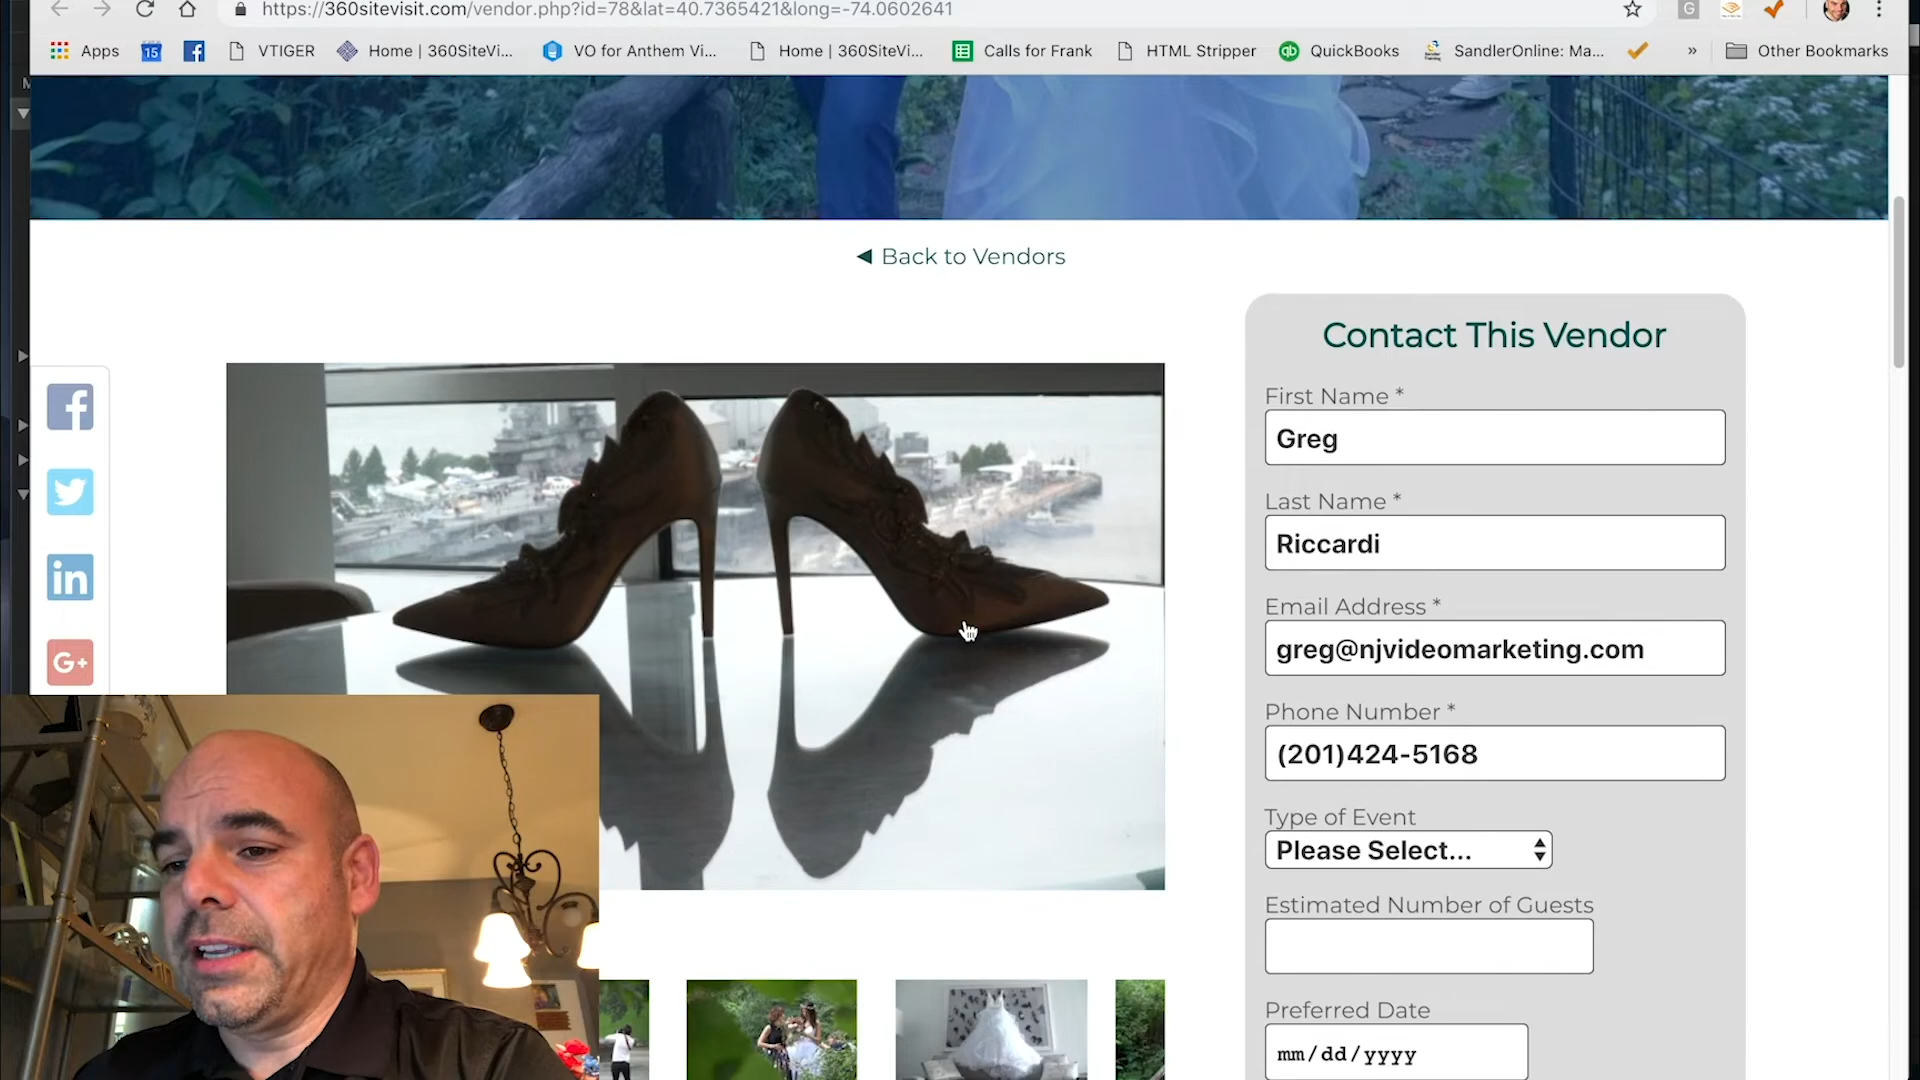 https://360sitevisit.com/vendor.php?id=78&lat=40.7365421&long=-74.0602641
G
Apps
15
VTIGER
Home | 360SiteVi...
VO for Anthem Vi...
Home | 360SiteVi...
Calls for Frank
HTML Stripper
qb
QuickBooks
SandlerOnline: Ma...
»
Other Bookmarks
◄ Back to Vendors
Contact This Vendor
First Name *
Greg
Last Name *
Riccardi
Email Address *
greg@njvideomarketing.com
Phone Number *
(201)424-5168
Type of Event
Please Select...
Estimated Number of Guests
Preferred Date
mm/dd/yyyy
f
in
G+